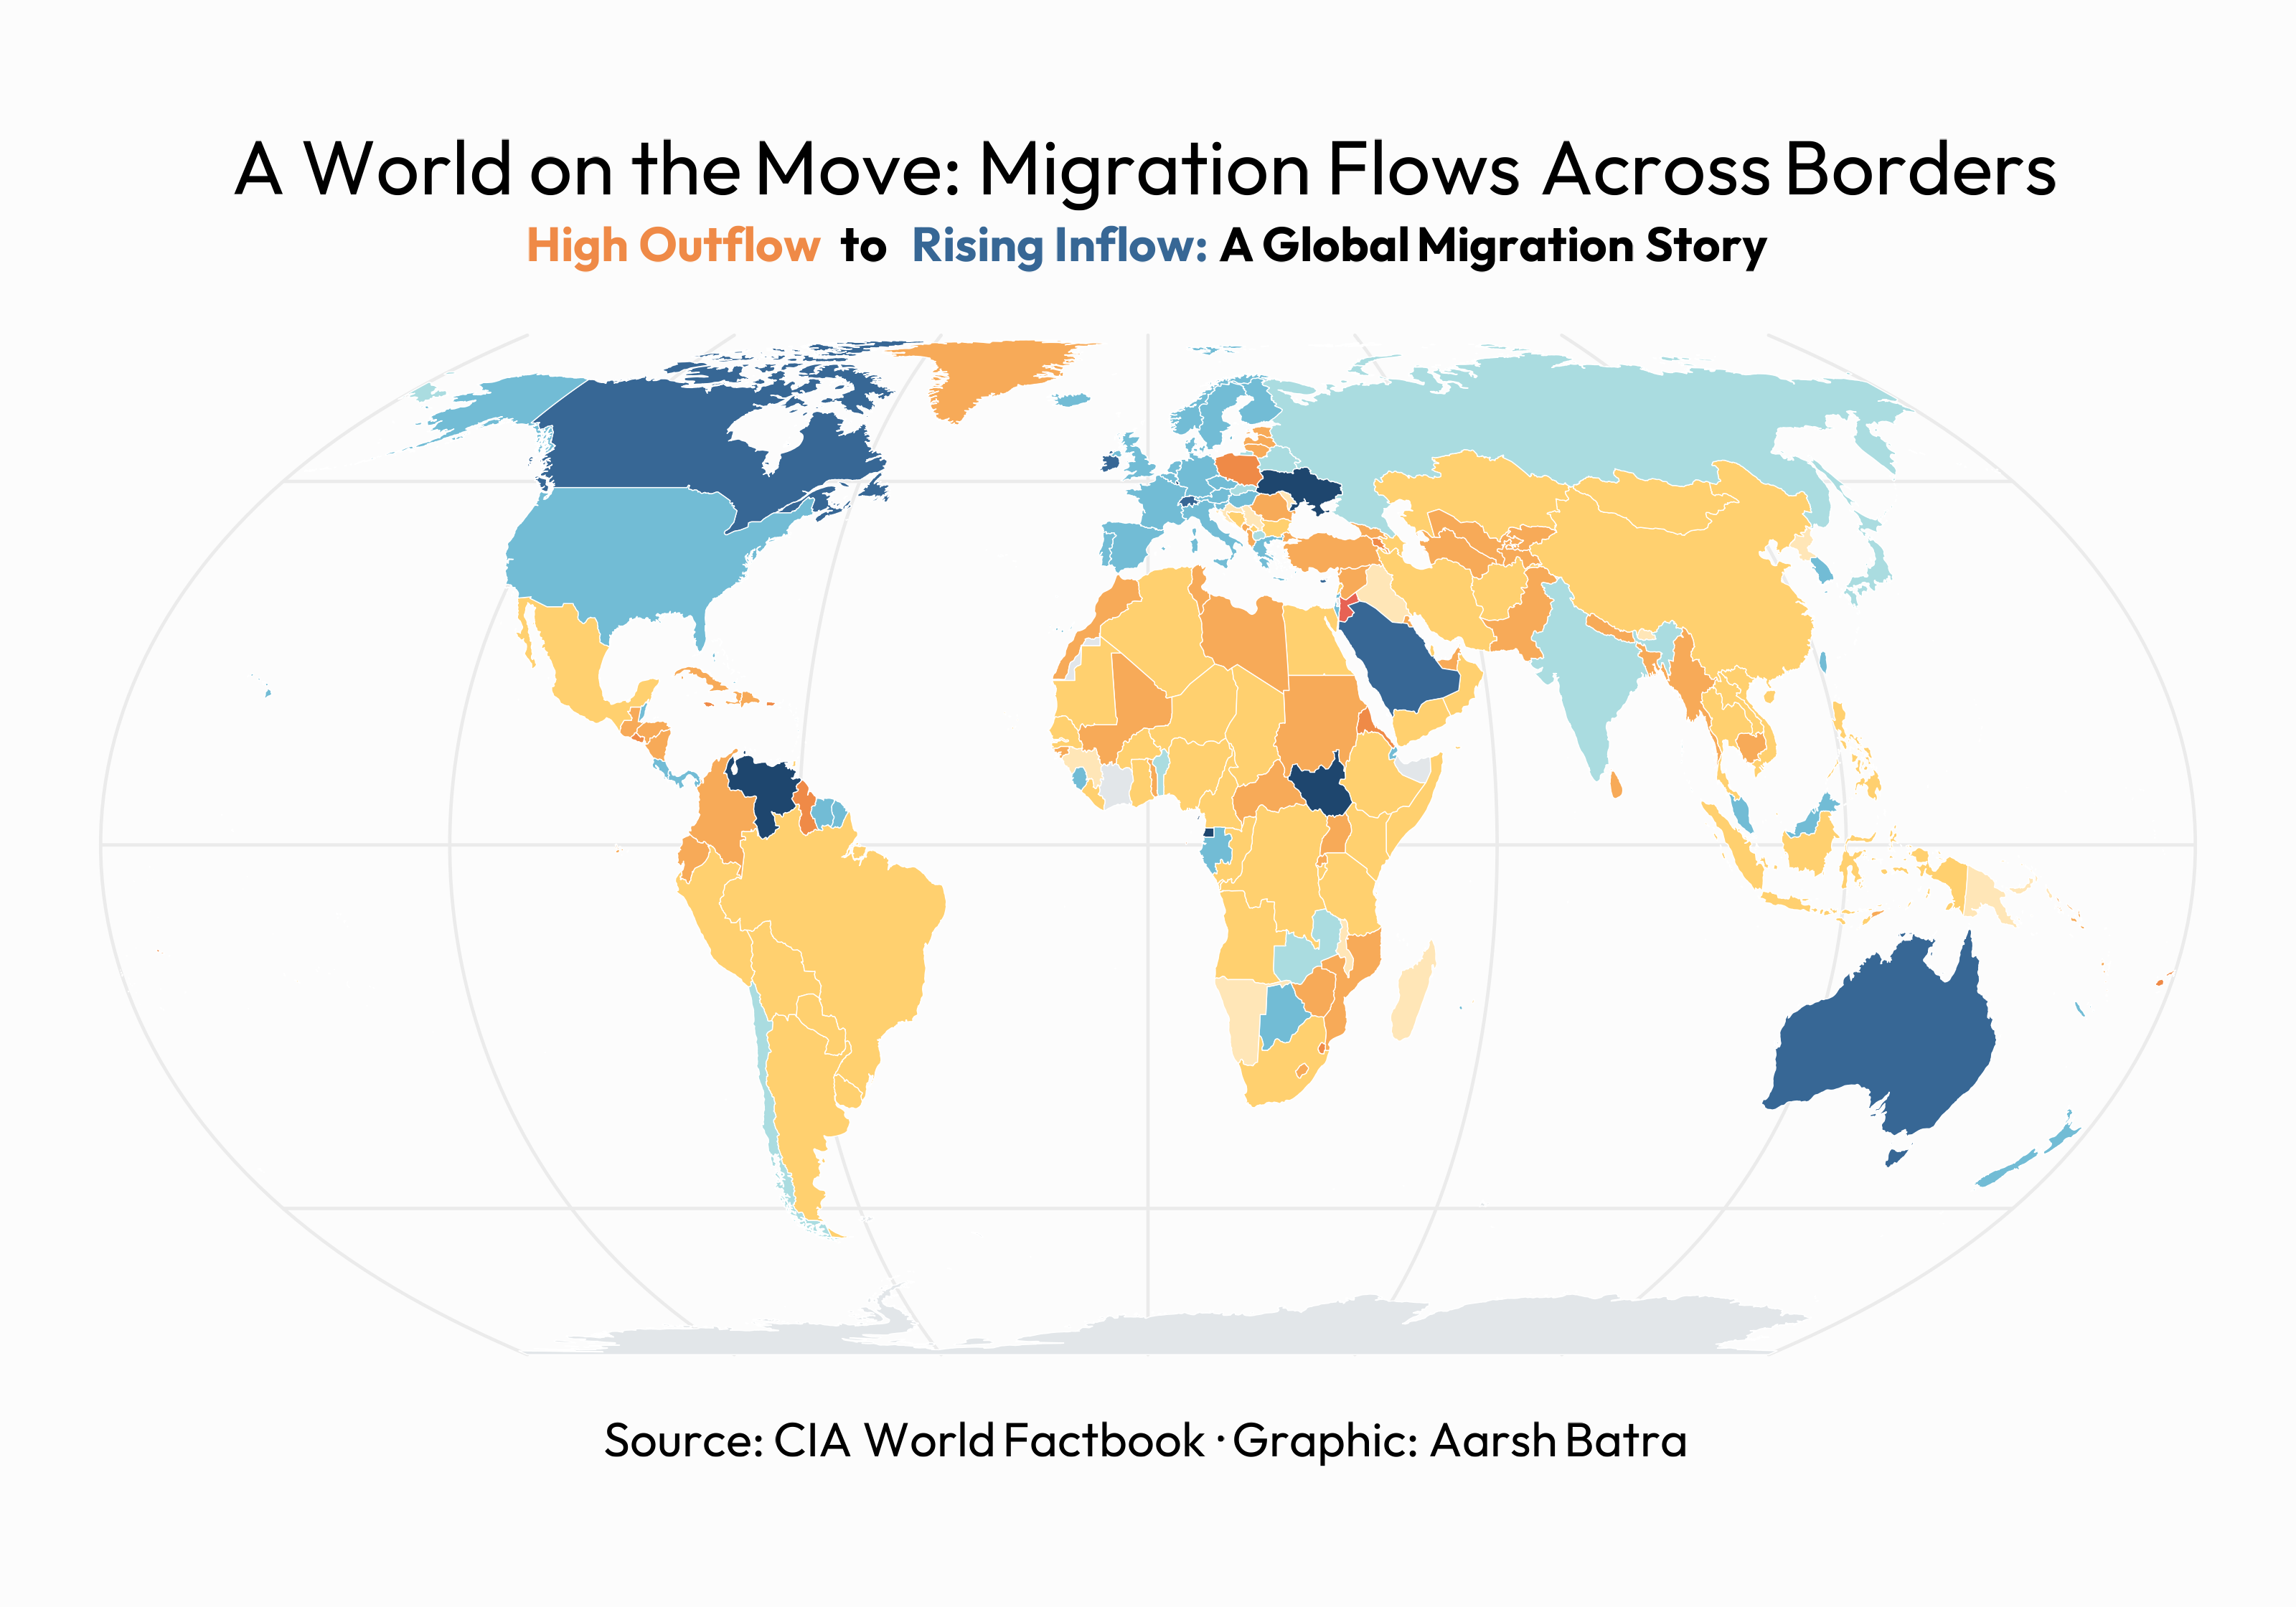 A World on the Move: Migration Flows Across Borders
High Outflow to Rising Inflow: A Global Migration Story
Source: CIA World Factbook · Graphic: Aarsh Batra